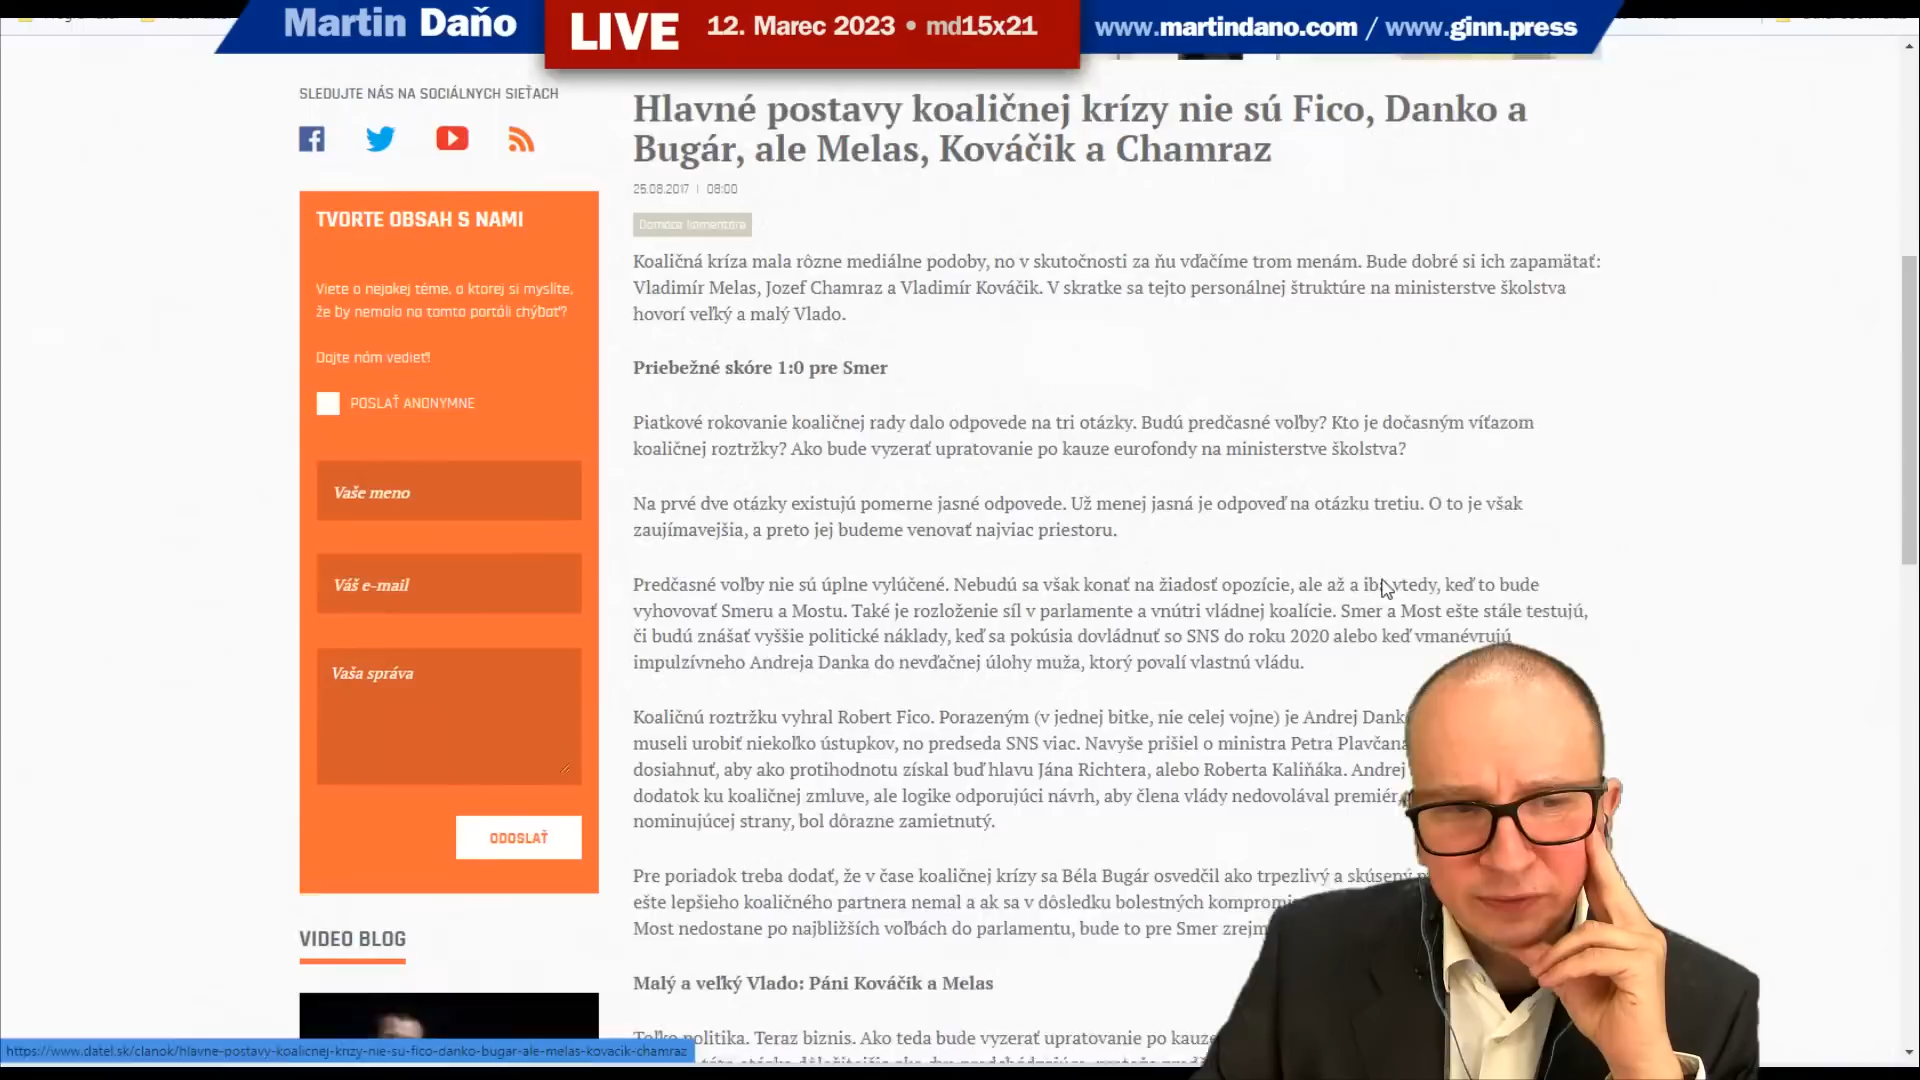 Martin Daňo
LIVE
12. Marec 2023 • md15x21
www.martindano.com / www.ginn.press
SLEDUJTE NÁS NA SOCIÁLNYCH SIEŤACH
TVORTE OBSAH S NAMI
Viete o nejakej téme, o ktorej si myslíte,
že by nemala na tomto portáli chýbať?
Dajte nám vedieť!
POSLAŤ ANONYMNE
Vaše meno
Váš e-mail
Vaša správa
ODOSLAŤ
VIDEO BLOG
Hlavné postavy koaličnej krízy nie sú Fico, Danko a
Bugár, ale Melas, Kováčik a Chamraz
25.08.2017 | 08:00
Domáce komentáre
Koaličná kríza mala rôzne mediálne podoby, no v skutočnosti za ňu vďačíme trom menám. Bude dobré si ich zapamätať:
Vladimír Melas, Jozef Chamraz a Vladimír Kováčik. V skratke sa tejto personálnej štruktúre na ministerstve školstva
hovorí veľký a malý Vlado.
Priebežné skóre 1:0 pre Smer
Piatkové rokovanie koaličnej rady dalo odpovede na tri otázky. Budú predčasné voľby? Kto je dočasným víťazom
koaličnej roztržky? Ako bude vyzerať upratovanie po kauze eurofondy na ministerstve školstva?
Na prvé dve otázky existujú pomerne jasné odpovede. Už menej jasná je odpoveď na otázku tretiu. O to je však
zaujímavejšia, a preto jej budeme venovať najviac priestoru.
Predčasné voľby nie sú úplne vylúčené. Nebudú sa však konať na žiadosť opozície, ale až a iba vtedy, keď to bude
vyhovovať Smeru a Mostu. Také je rozloženie síl v parlamente a vnútri vládnej koalície. Smer a Most ešte stále testujú,
či budú znášať vyššie politické náklady, keď sa pokúsia dovládnuť so SNS do roku 2020 alebo keď vmanévrujú
impulzívneho Andreja Danka do nevďačnej úlohy muža, ktorý povalí vlastnú vládu.
Koaličnú roztržku vyhral Robert Fico. Porazeným (v jednej bitke, nie celej vojne) je Andrej Dank
museli urobiť niekoľko ústupkov, no predseda SNS viac. Navyše prišiel o ministra Petra Plavčana
dosiahnuť, aby ako protihodnotu získal buď hlavu Jána Richtera, alebo Roberta Kaliňáka. Andrej
dodatok ku koaličnej zmluve, ale logike odporujúci návrh, aby člena vlády nedovolával premiér,
nominujúcej strany, bol dôrazne zamietnutý.
Pre poriadok treba dodať, že v čase koaličnej krízy sa Béla Bugár osvedčil ako trpezlivý a skúsený
ešte lepšieho koaličného partnera nemal a ak sa v dôsledku bolestných kompromis
Most nedostane po najbližších voľbách do parlamentu, bude to pre Smer zrejm
Malý a veľký Vlado: Páni Kováčik a Melas
Toľko politika. Teraz biznis. Ako teda bude vyzerať upratovanie po kauze
https://www.datel.sk/clanok/hlavne-postavy-koalicnej-krizy-nie-su-fico-danko-bugar-ale-melas-kovacik-chamraz